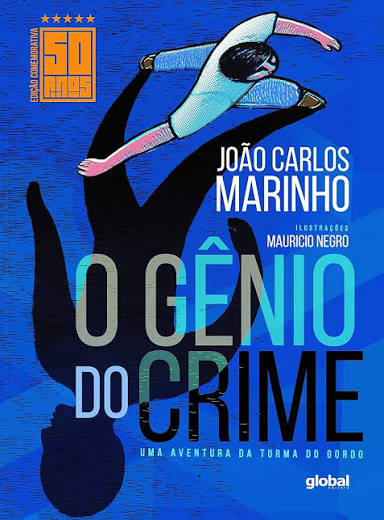 EDIÇÃO COMEMORATIVA
50
ANOS
JOÃO CARLOS
MARINHO
ILUSTRAÇÕES
MAURICIO NEGRO
O GÊNIO
DO CRIME
UMA AVENTURA DA TURMA DO GORDO
global
editora